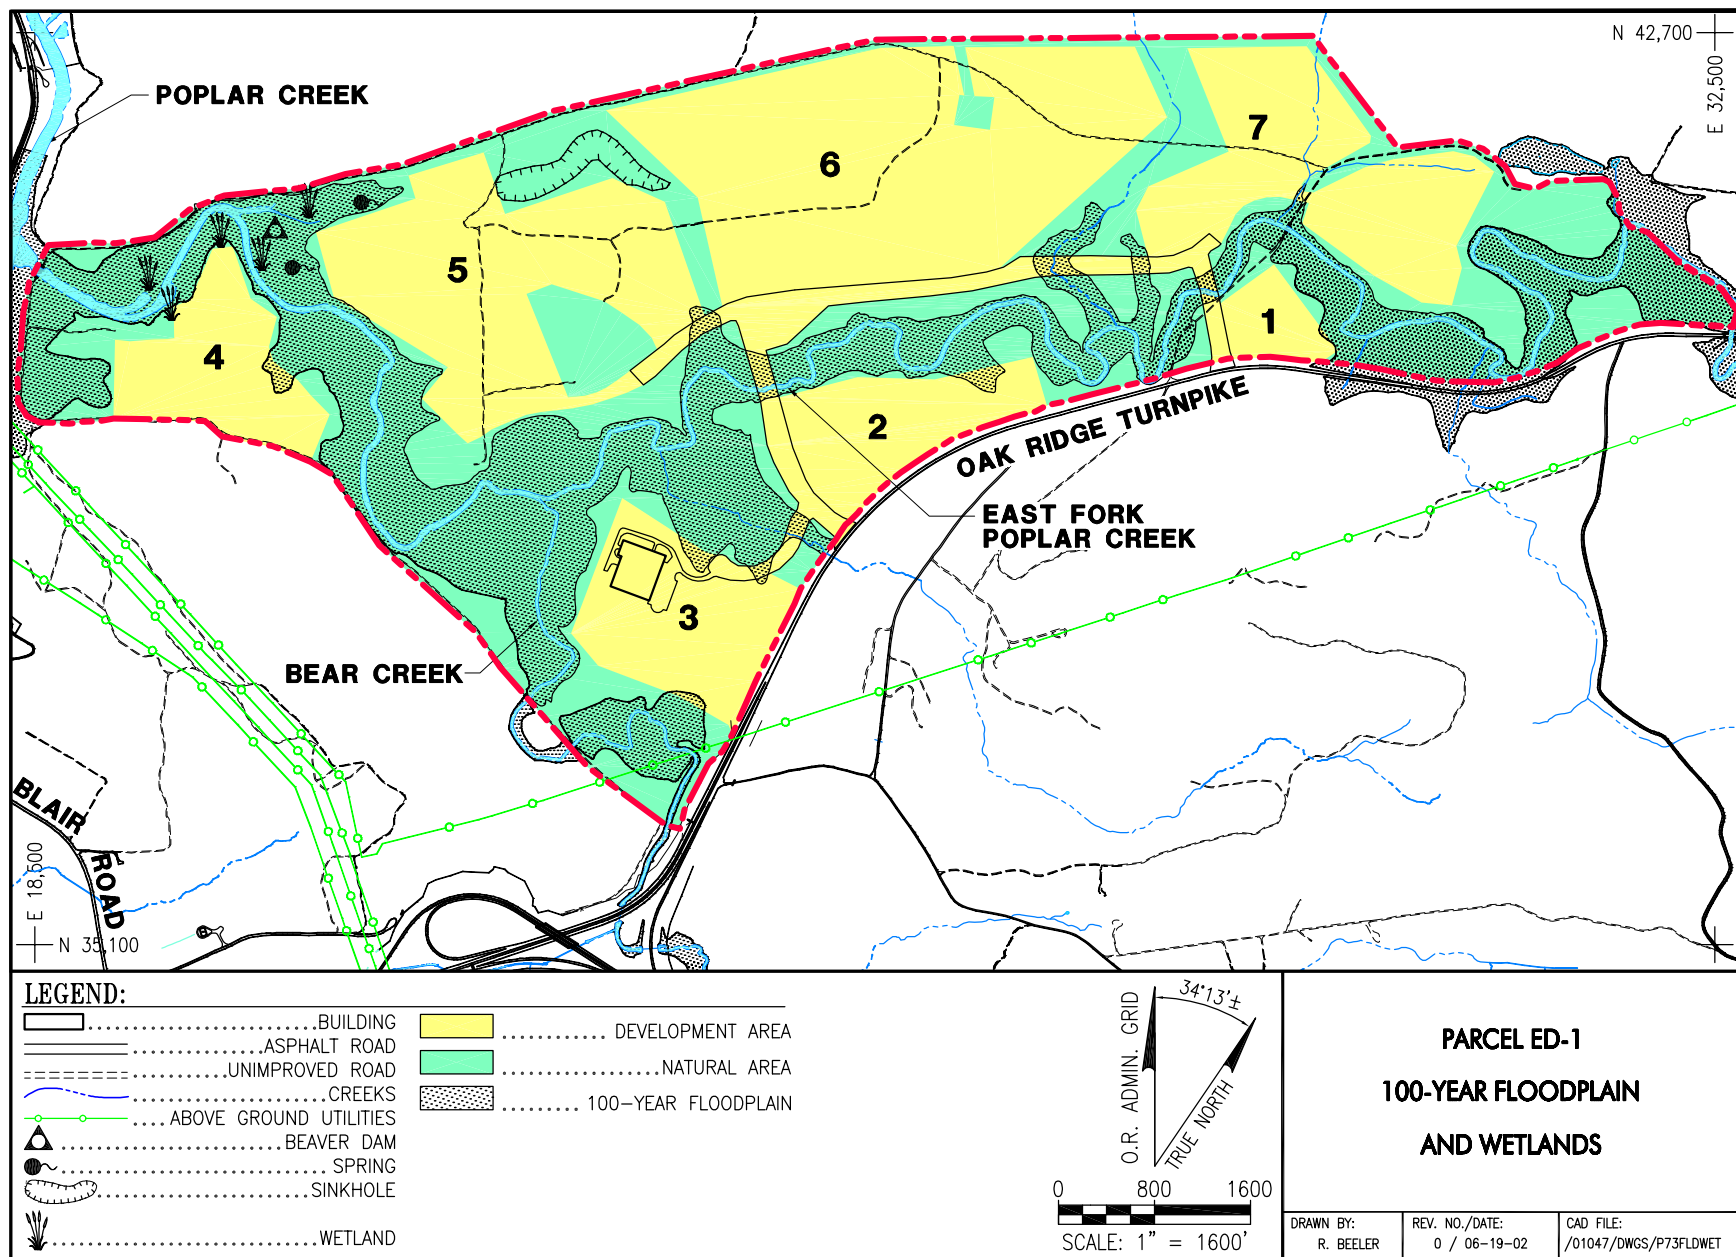 N 42,700
E 32,500
POPLAR CREEK
7
6
5
1
4
2
OAK RIDGE TURNPIKE
EAST FORK
POPLAR CREEK
3
BEAR CREEK
BLAIR
ROAD
E 18,600
N 35,100
LEGEND:
BUILDING
ASPHALT ROAD
UNIMPROVED ROAD
CREEKS
ABOVE GROUND UTILITIES
BEAVER DAM
SPRING
SINKHOLE
WETLAND
DEVELOPMENT AREA
NATURAL AREA
100-YEAR FLOODPLAIN
O.R. ADMIN. GRID
34°13'±
TRUE NORTH
0 800 1600
SCALE: 1" = 1600'
PARCEL ED-1
100-YEAR FLOODPLAIN
AND WETLANDS
DRAWN BY:
R. BEELER
REV. NO./DATE:
0 / 06-19-02
CAD FILE:
/01047/DWGS/P73FLDWET